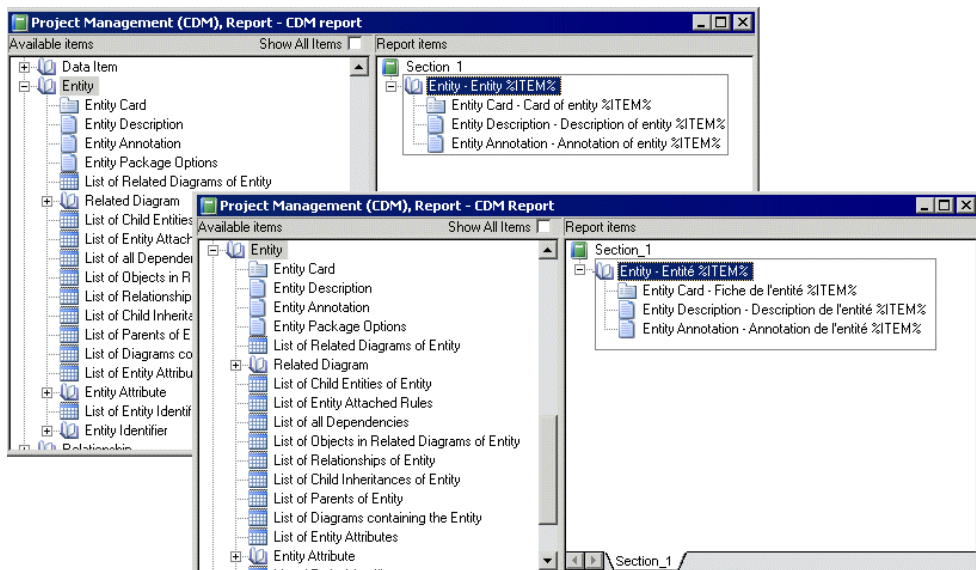 Project Management (CDM), Report - CDM report
Available items
Show All Items
Report items
Data Item
Entity
Entity Card
Entity Description
Entity Annotation
Entity Package Options
List of Related Diagrams of Entity
Related Diagram
List of Child Entities
List of Entity Attach
List of all Depende
List of Objects in R
List of Relationship
List of Child Inherita
List of Parents of E
List of Diagrams co
List of Entity Attribu
Entity Attribute
List of Entity Identif
Entity Identifier
Relationship
Section_1
Entity - Entity %ITEM%
Entity Card - Card of entity %ITEM%
Entity Description - Description of entity %ITEM%
Entity Annotation - Annotation of entity %ITEM%
Project Management (CDM), Report - CDM Report
Available items
Show All Items
Report items
Entity
Entity Card
Entity Description
Entity Annotation
Entity Package Options
List of Related Diagrams of Entity
Related Diagram
List of Child Entities of Entity
List of Entity Attached Rules
List of all Dependencies
List of Objects in Related Diagrams of Entity
List of Relationships of Entity
List of Child Inheritances of Entity
List of Parents of Entity
List of Diagrams containing the Entity
List of Entity Attributes
Entity Attribute
Section_1
Entity - Entité %ITEM%
Entity Card - Fiche de l'entité %ITEM%
Entity Description - Description de l'entité %ITEM%
Entity Annotation - Annotation de l'entité %ITEM%
Section_1